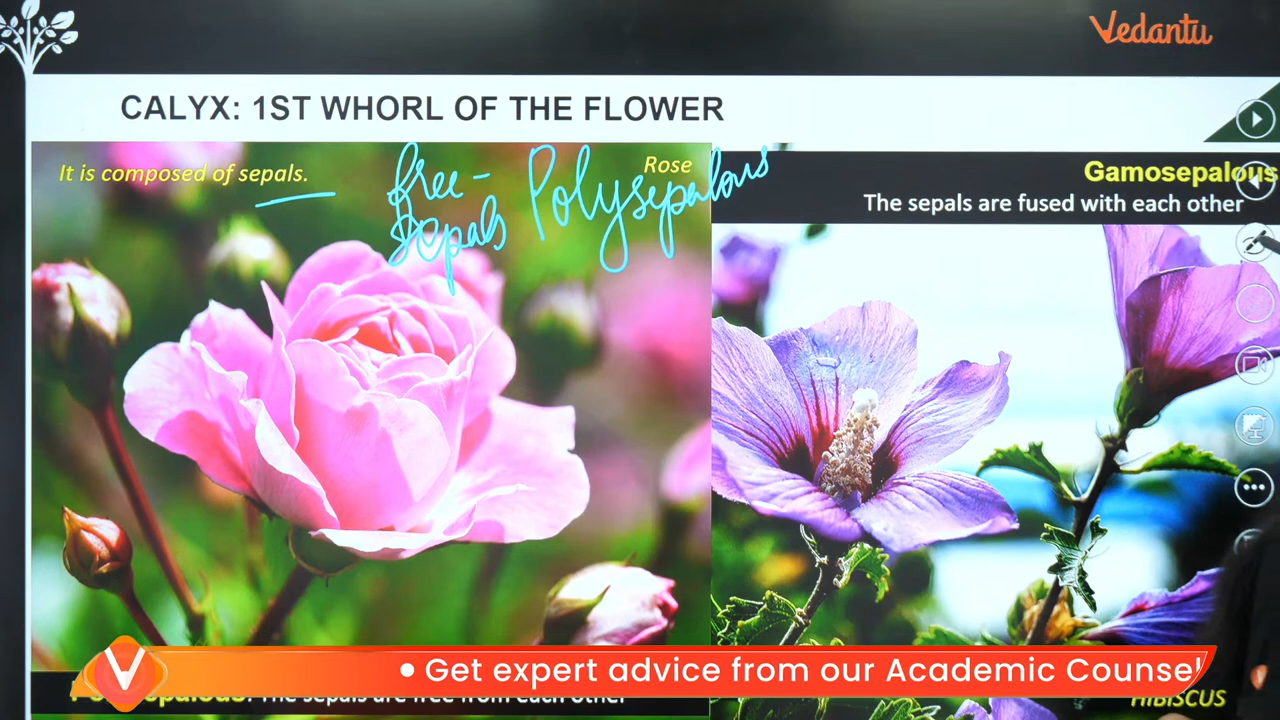 Vedantu
CALYX: 1ST WHORL OF THE FLOWER
It is composed of sepals.
free-
sepals
Polysepalous
Rose
Gamosepalous
The sepals are fused with each other
• Get expert advice from our Academic Counsel
The sepals are free from each other
HIBISCUS